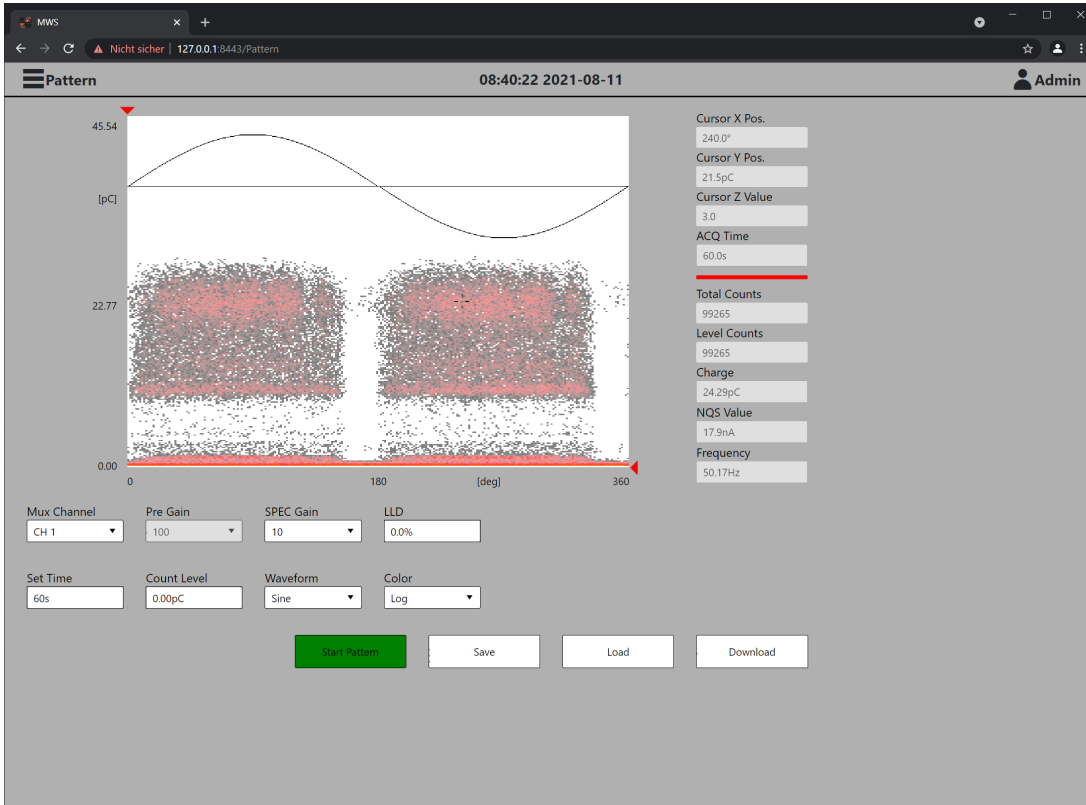 MWS
Nicht sicher | 127.0.0.1:8443/Pattern
Pattern
08:40:22 2021-08-11
Admin
45.54
[pC]
22.77
0.00
0
180
[deg]
360
Cursor X Pos.
240.0°
Cursor Y Pos.
21.5pC
Cursor Z Value
3.0
ACQ Time
60.0s
Total Counts
99265
Level Counts
99265
Charge
24.29pC
NQS Value
17.9nA
Frequency
50.17Hz
Mux Channel
Pre Gain
SPEC Gain
LLD
CH 1
100
10
0.0%
Set Time
Count Level
Waveform
Color
60s
0.00pC
Sine
Log
Start Pattern
Save
Load
Download